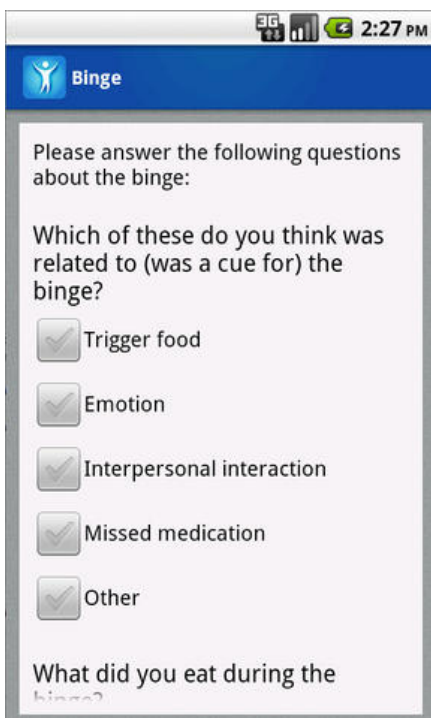 3G 2:27 PM
Binge
Please answer the following questions
about the binge:
Which of these do you think was
related to (was a cue for) the
binge?
Trigger food
Emotion
Interpersonal interaction
Missed medication
Other
What did you eat during the
binge?